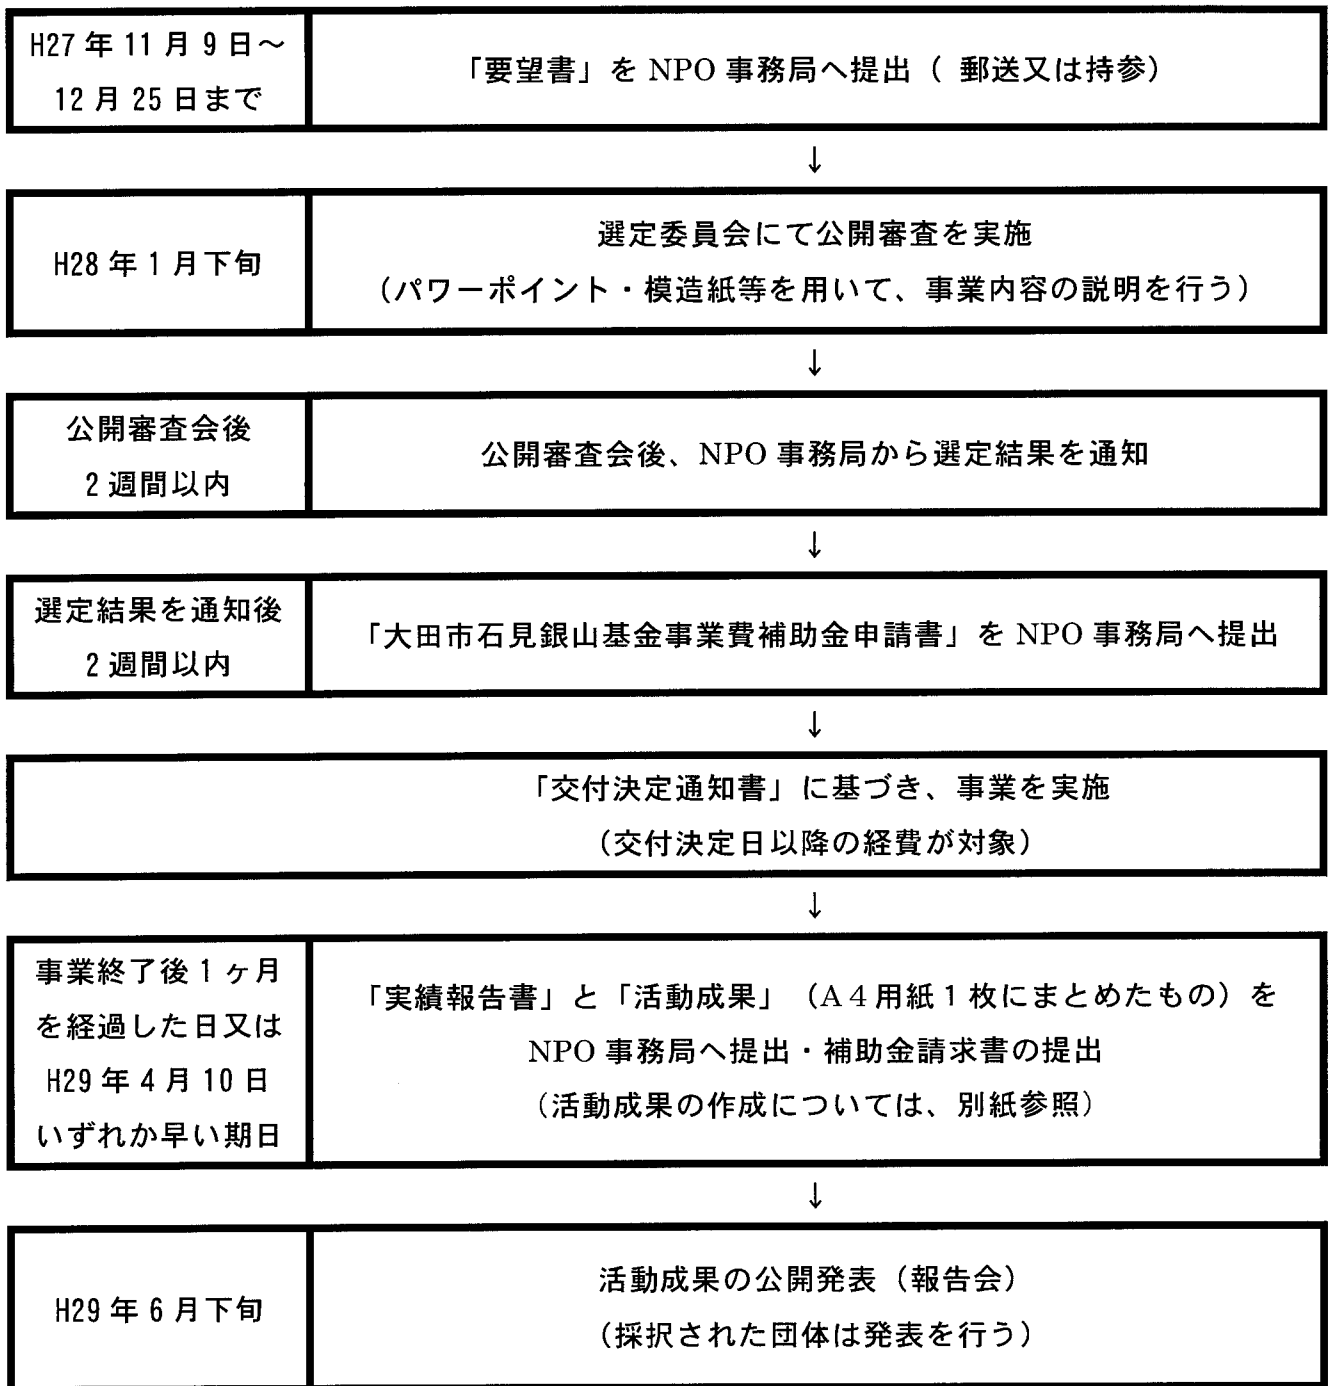 H27年11月9日~
12月25日まで
「要望書」を NPO 事務局へ提出（ 郵送又は持参）
↓
H28年1月下旬
選定委員会にて公開審査を実施
（パワーポイント・模造紙等を用いて、事業内容の説明を行う）
↓
公開審査会後
2週間以内
公開審査会後、NPO 事務局から選定結果を通知
↓
選定結果を通知後
2週間以内
「大田市石見銀山基金事業費補助金申請書」を NPO 事務局へ提出
↓
「交付決定通知書」に基づき、事業を実施
（交付決定日以降の経費が対象）
↓
事業終了後1ヶ月
を経過した日又は
H29年4月10日
いずれか早い期日
「実績報告書」と「活動成果」（A4用紙1枚にまとめたもの）を
NPO 事務局へ提出・補助金請求書の提出
（活動成果の作成については、別紙参照）
↓
H29年6月下旬
活動成果の公開発表（報告会）
（採択された団体は発表を行う）